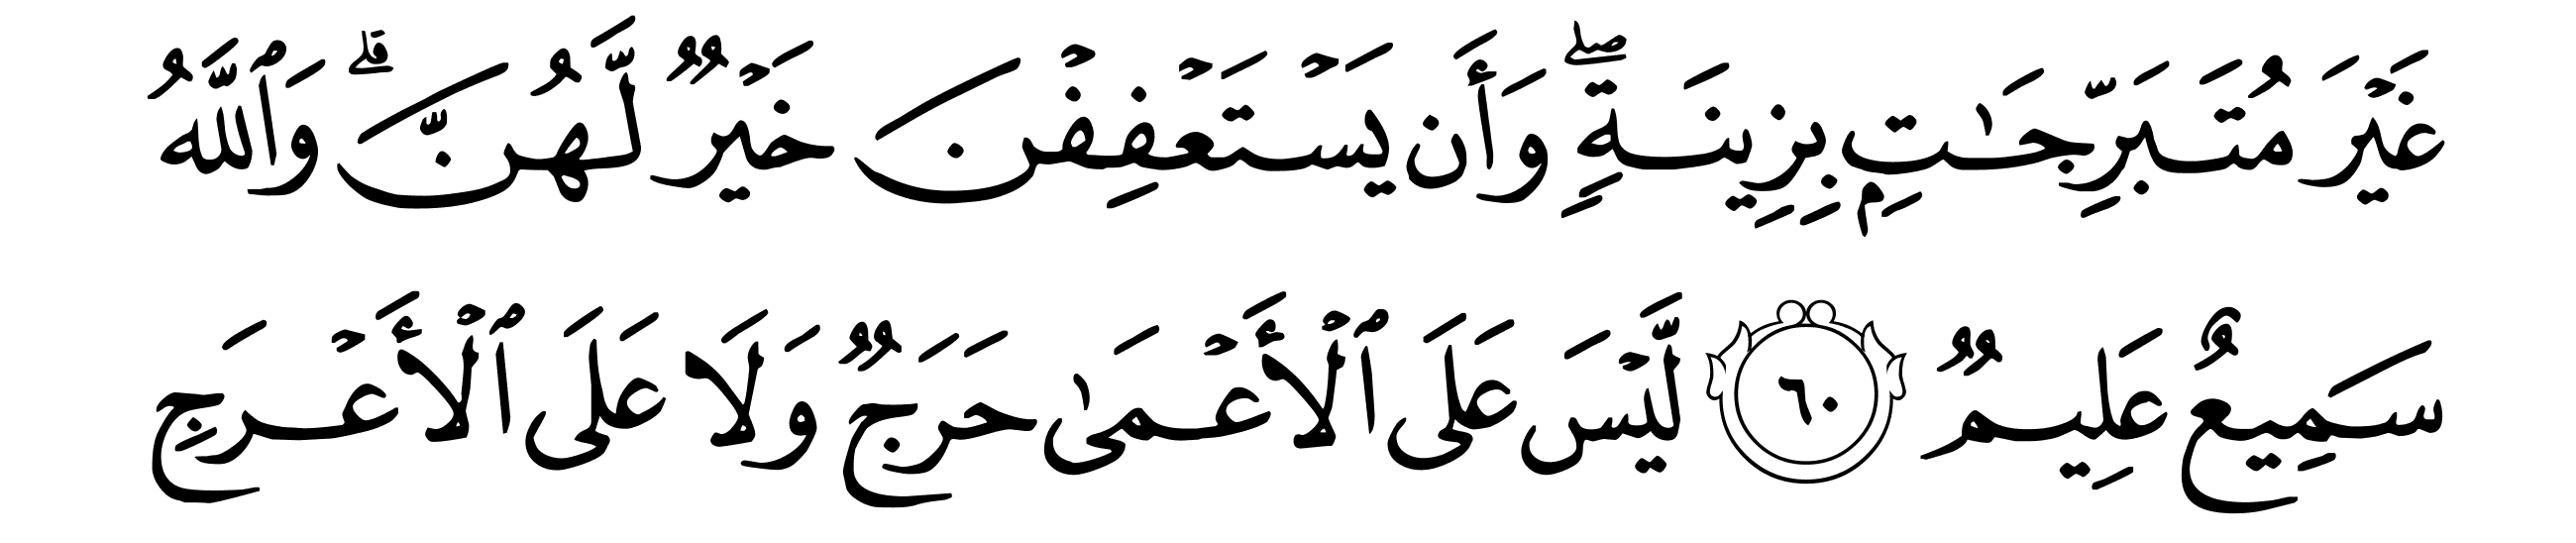 غَيْرَ مُتَبَرِّجَٰتِۭ بِزِينَةٖۖ وَأَن يَسْتَعْفِفْنَ خَيْرٞ لَّهُنَّۗ وَٱللَّهُ
سَمِيعٌ عَلِيمٞ ٦٠ لَّيْسَ عَلَى ٱلْأَعْمَىٰ حَرَجٞ وَلَا عَلَى ٱلْأَعْرَجِ